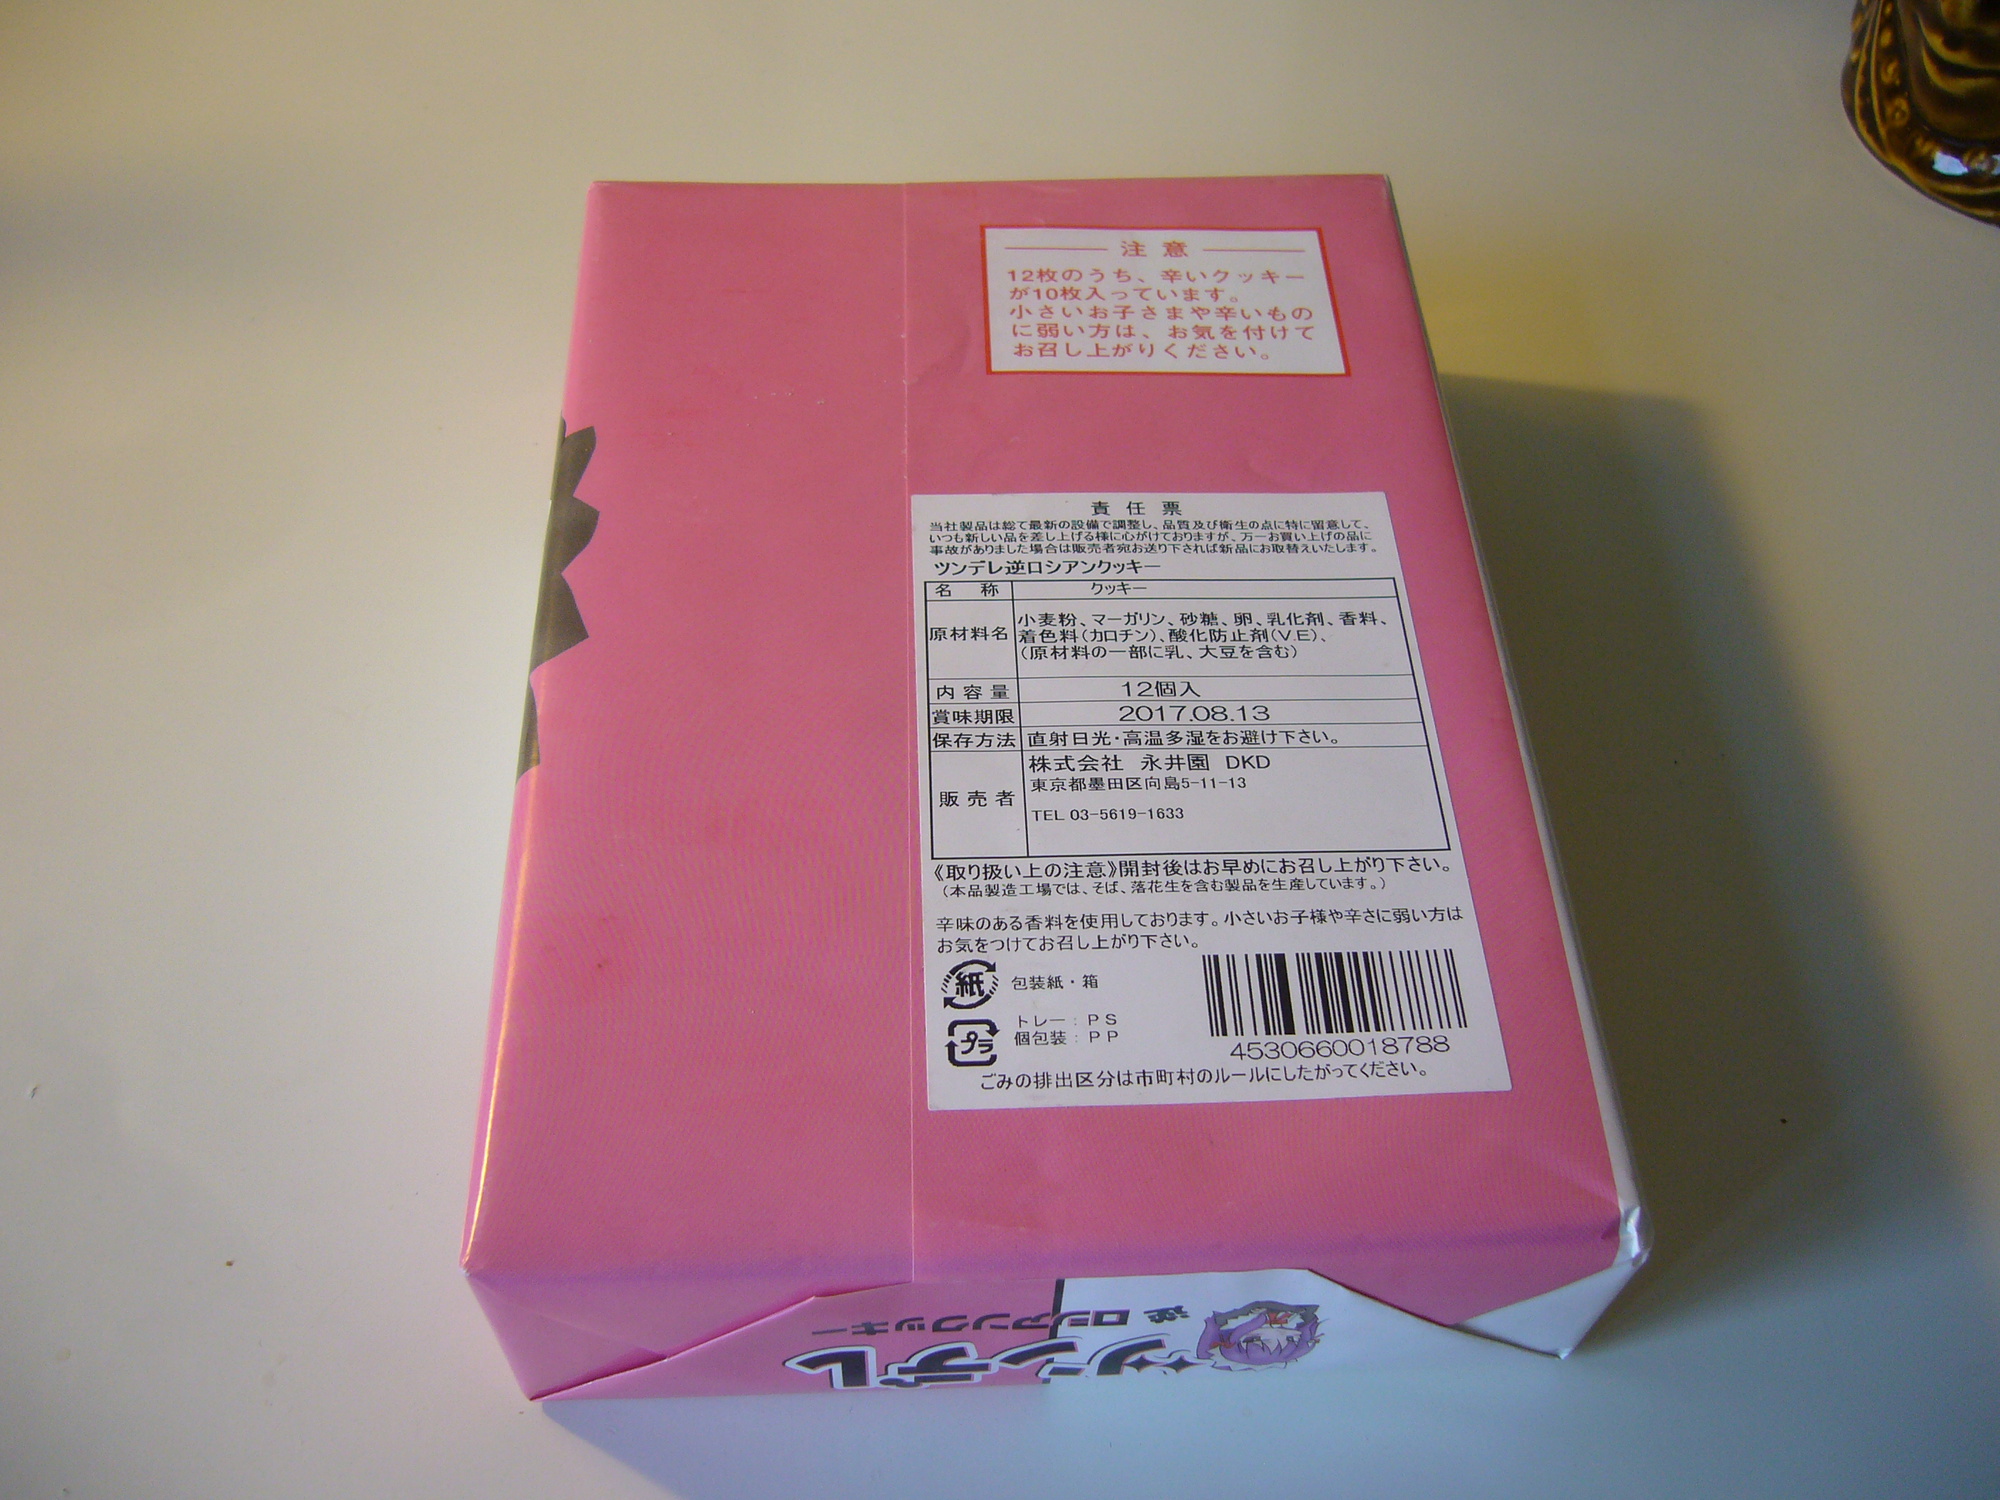 注意
12枚のうち、辛いクッキー
が10枚入っています。
小さいお子さまや辛いもの
に弱い方は、お気を付けて
お召し上がりください。
責任票
当社製品は総て最新の設備で調整し、品質及び衛生の点に特に留意して、
いつも新しい品を差し上げる様に心がけておりますが、万一お買い上げの品に
事故がありました場合は販売者宛お送り下されば新品にお取替えいたします。
ツンデレ逆ロシアンクッキー
名称 クッキー
原材料名 小麦粉、マーガリン、砂糖、卵、乳化剤、香料、
着色料(カロチン)、酸化防止剤(V.E)、
(原材料の一部に乳、大豆を含む)
内容量 12個入
賞味期限 2017.08.13
保存方法 直射日光・高温多湿をお避け下さい。
販売者 株式会社 永井園 DKD
東京都墨田区向島5-11-13
TEL 03-5619-1633
《取り扱い上の注意》開封後はお早めにお召し上がり下さい。
(本品製造工場では、そば、落花生を含む製品を生産しています。)
辛味のある香料を使用しております。小さいお子様や辛さに弱い方は
お気をつけてお召し上がり下さい。
紙 包装紙・箱
プラ トレー:PS
個包装:PP
4530660018788
ごみの排出区分は市町村のルールにしたがってください。
逆ロシアンクッキー
ツンデレ